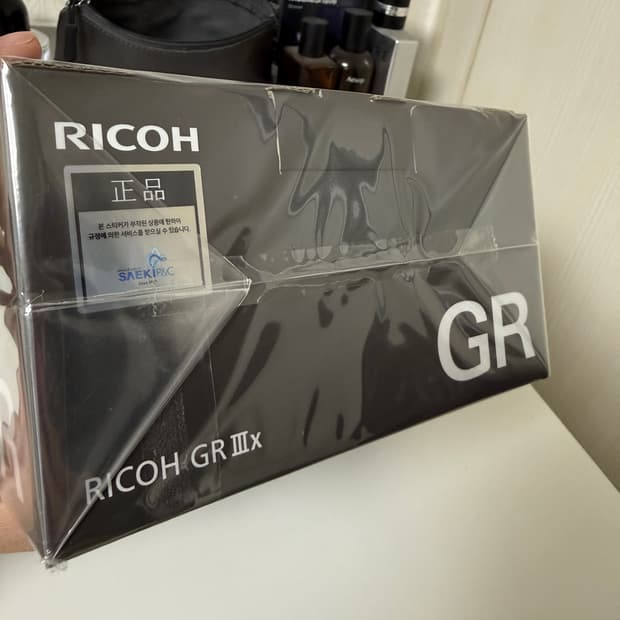 RICOH
正品
본 스티커가 부착된 상품에 한하여
규정에 의한 서비스를 받으실 수 있습니다.
SAEKI P&C
GR
RICOH GR IIIx
Aesop